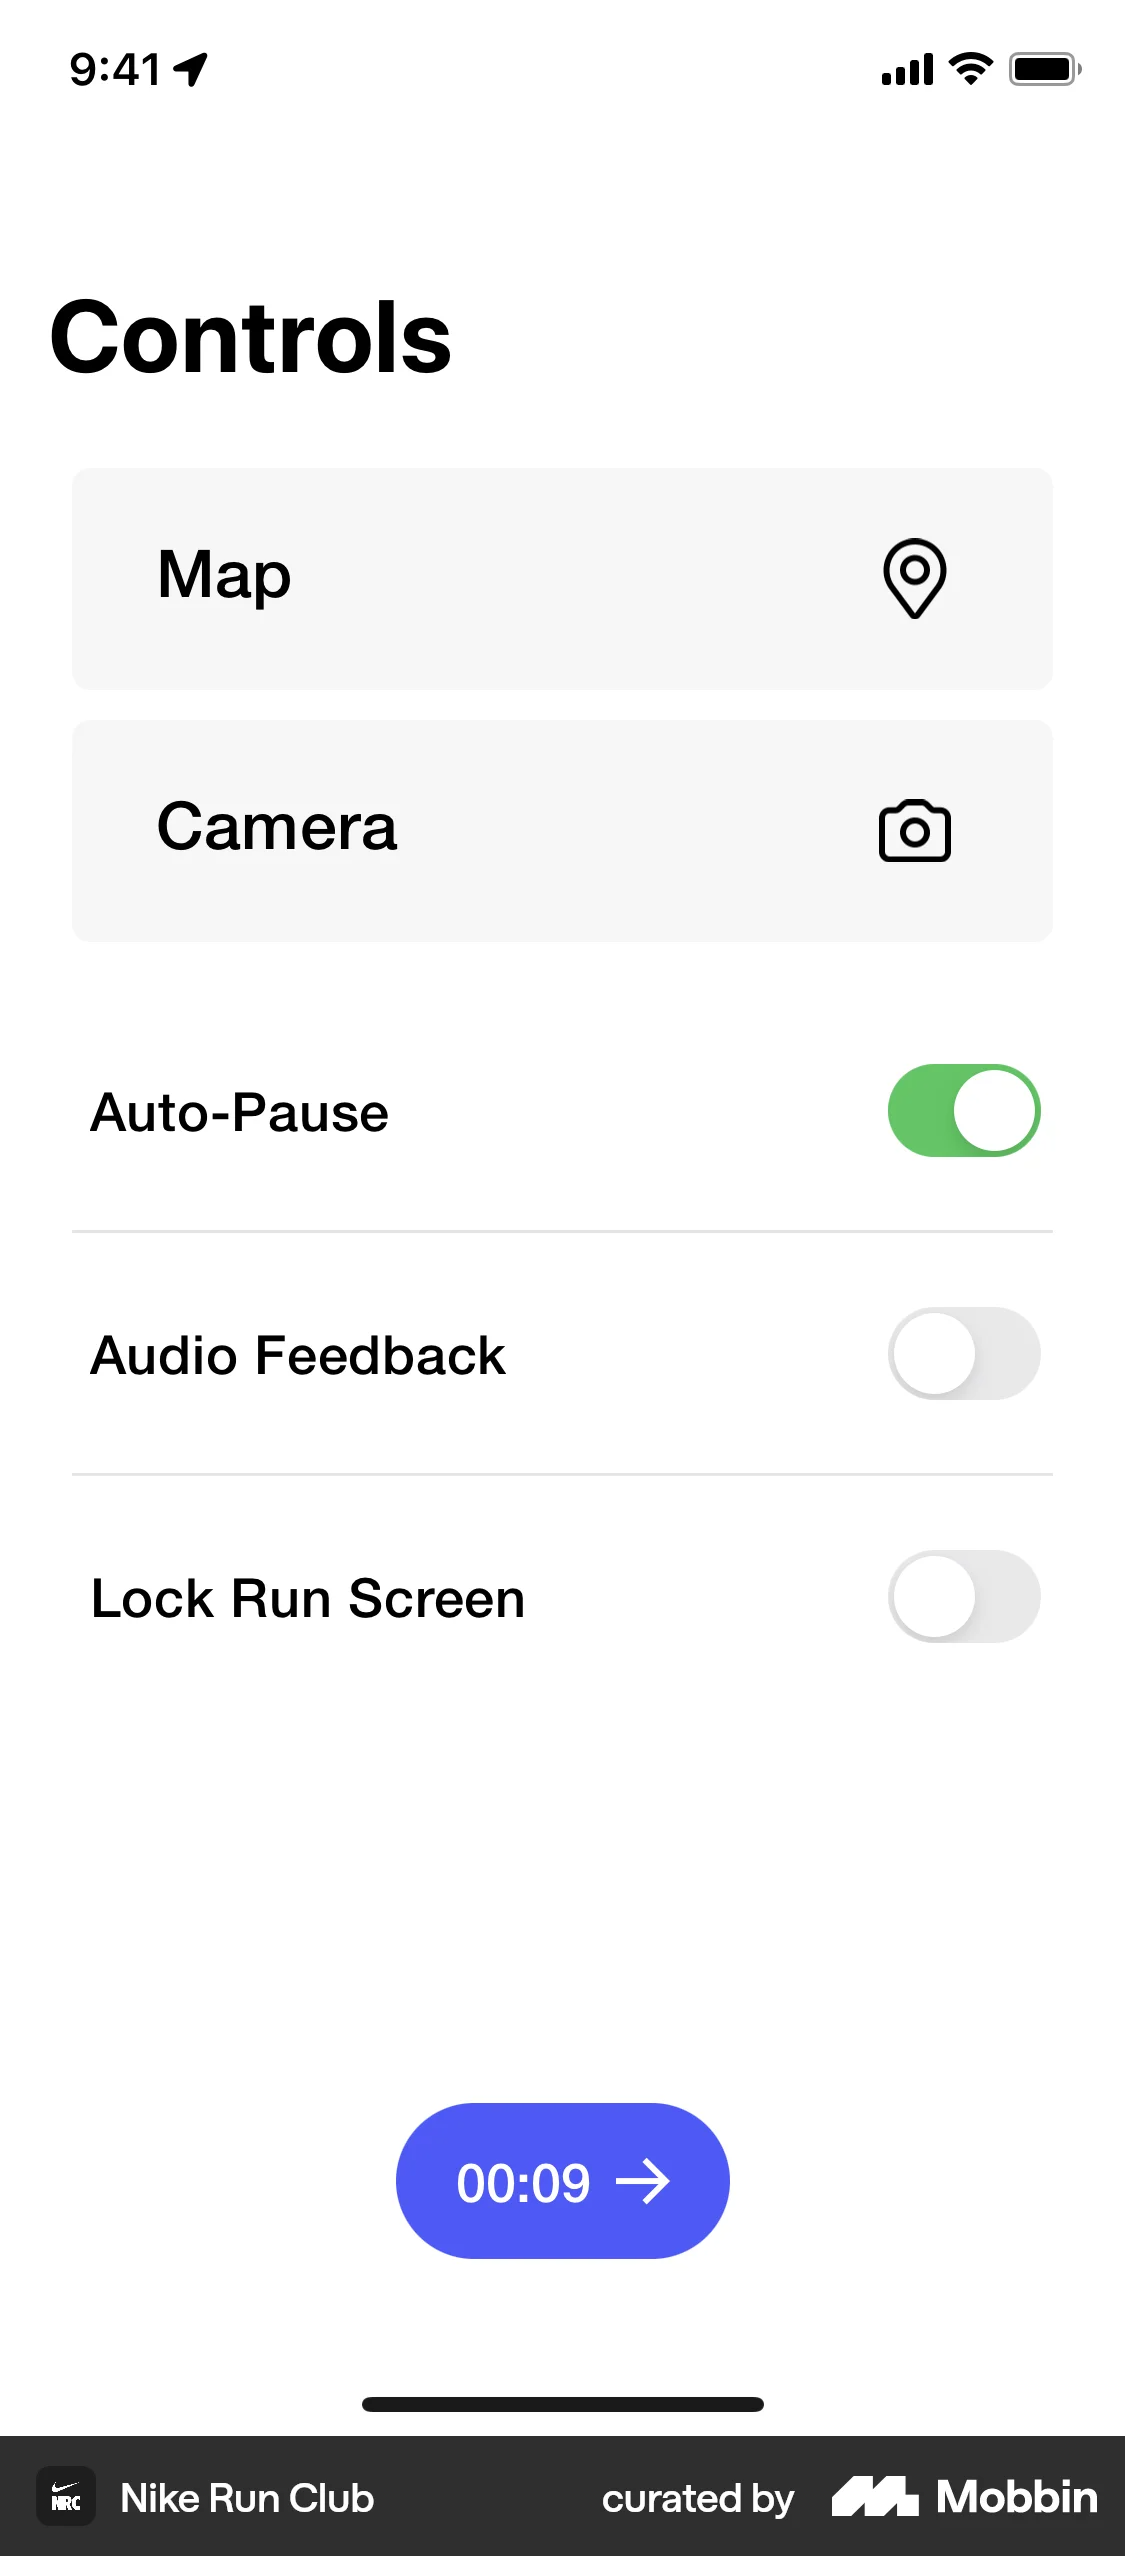 9:41
Controls
Map
Camera
Auto-Pause
Audio Feedback
Lock Run Screen
00:09
NRC
Nike Run Club
curated by Mobbin